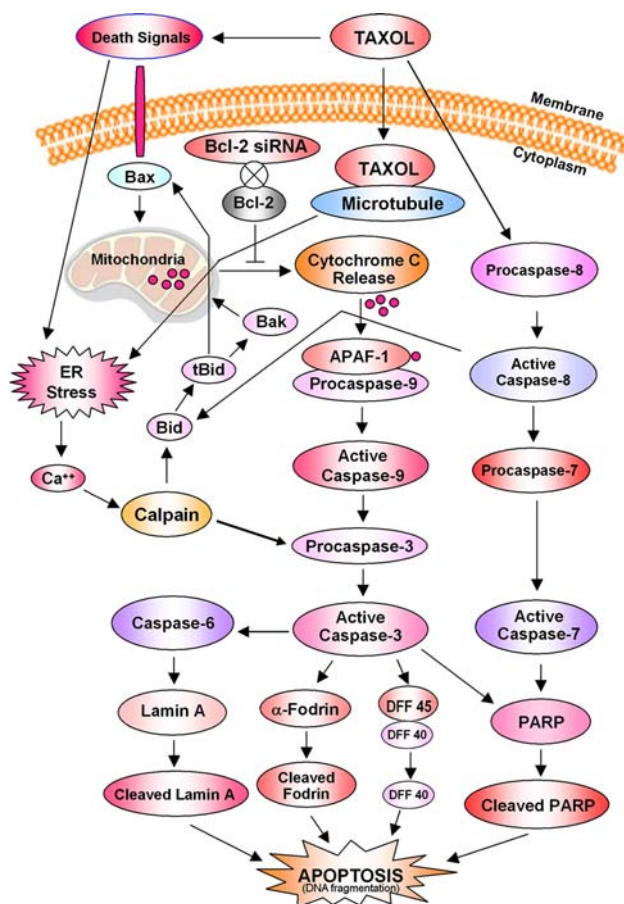 Death Signals
TAXOL
Membrane
Cytoplasm
Bcl-2 siRNA
TAXOL
Bax
Bcl-2
Microtubule
Mitochondria
Cytochrome C
Release
Procaspase-8
Bak
APAF-1
ER
Stress
tBid
Procaspase-9
Active
Caspase-8
Bid
Active
Caspase-9
Procaspase-7
Ca++
Calpain
Procaspase-3
Caspase-6
Active
Caspase-3
Active
Caspase-7
Lamin A
α-Fodrin
DFF 45
DFF 40
PARP
Cleaved Lamin A
Cleaved
Fodrin
DFF 40
Cleaved PARP
APOPTOSIS
(DNA fragmentation)